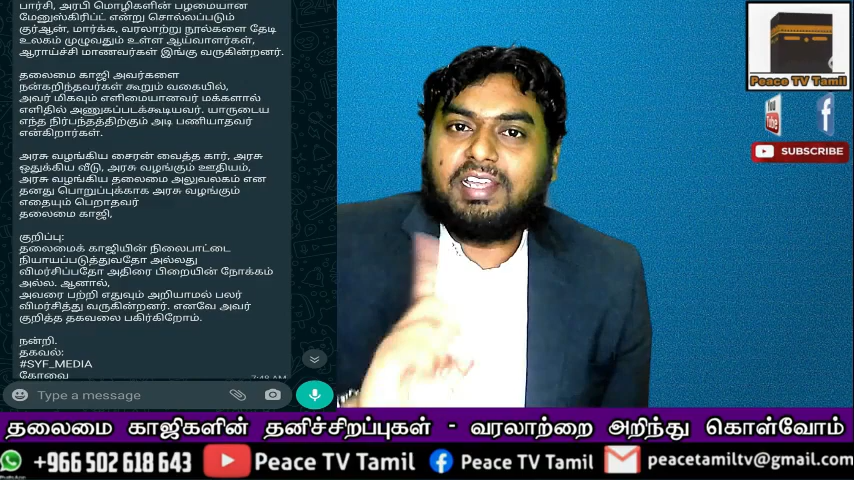 பார்சி, அரபி மொழிகளின் பழமையான
மேனுஸ்கிரிப்ட் என்று சொல்லப்படும்
குர்ஆன், மார்க்க, வரலாற்று நூல்களை தேடி
உலகம் முழுவதும் உள்ள ஆய்வாளர்கள்,
ஆராய்ச்சி மாணவர்கள் இங்கு வருகின்றனர்.
தலைமை காஜி அவர்களை
நன்கறிந்தவர்கள் கூறும் வகையில்,
அவர் மிகவும் எளிமையானவர் மக்களால்
எளிதில் அணுகப்படக்கூடியவர். யாருடைய
எந்த நிர்பந்தத்திற்கும் அடி பணியாதவர்
என்கிறார்கள்.
அரசு வழங்கிய சைரன் வைத்த கார், அரசு
ஒதுக்கிய வீடு, அரசு வழங்கும் ஊதியம்,
அரசு வழங்கிய தலைமை அலுவலகம் என
தனது பொறுப்புக்காக அரசு வழங்கும்
எதையும் பெறாதவர்
தலைமை காஜி,
குறிப்பு:
தலைமைக் காஜியின் நிலைபாட்டை
நியாயப்படுத்துவதோ அல்லது
விமர்சிப்பதோ அதிரை பிறையின் நோக்கம்
அல்ல. ஆனால்,
அவரை பற்றி எதுவும் அறியாமல் பலர்
விமர்சித்து வருகின்றனர். எனவே அவர்
குறித்த தகவலை பகிர்கிறோம்.
நன்றி.
தகவல்:
#SYF_MEDIA
கோவை
7:48 AM
Type a message
Peace TV Tamil
You Tube
f
SUBSCRIBE
தலைமை காஜிகளின் தனிச்சிறப்புகள் - வரலாற்றை அறிந்து கொள்வோம்
+966 502 618 643 Peace TV Tamil Peace TV Tamil peacetamiltv@gmail.com